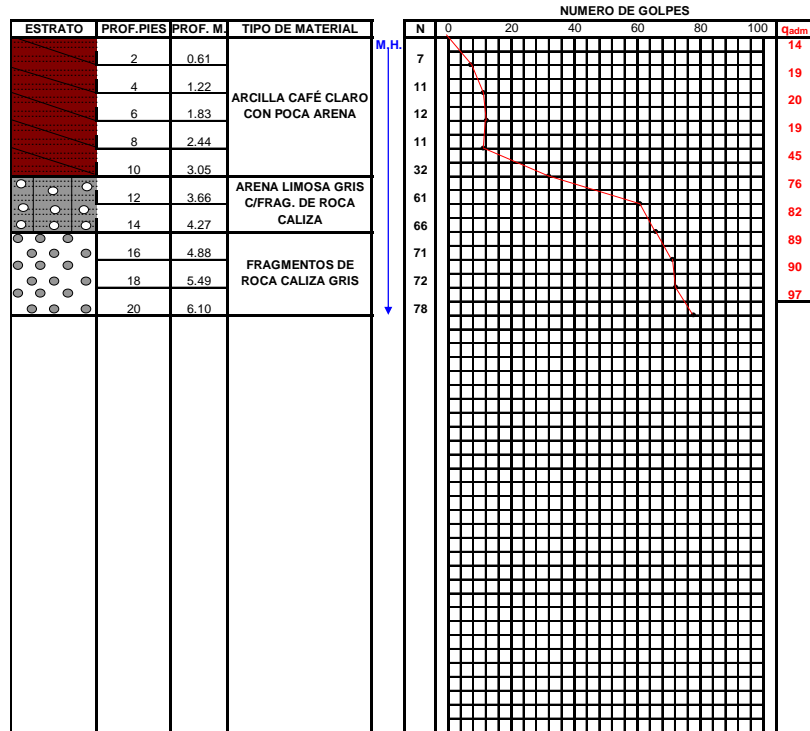 NUMERO DE GOLPES
ESTRATO PROF.PIES PROF. M. TIPO DE MATERIAL N 0 20 40 60 80 100 qadm
M.H. 14
2 0.61 7
19
4 1.22 11
20
ARCILLA CAFÉ CLARO
CON POCA ARENA
6 1.83 12
19
8 2.44 11
45
10 3.05 32
76
ARENA LIMOSA GRIS
C/FRAG. DE ROCA
CALIZA
12 3.66 61
82
14 4.27 66
89
16 4.88 71
FRAGMENTOS DE
ROCA CALIZA GRIS
90
18 5.49 72
97
20 6.10 78